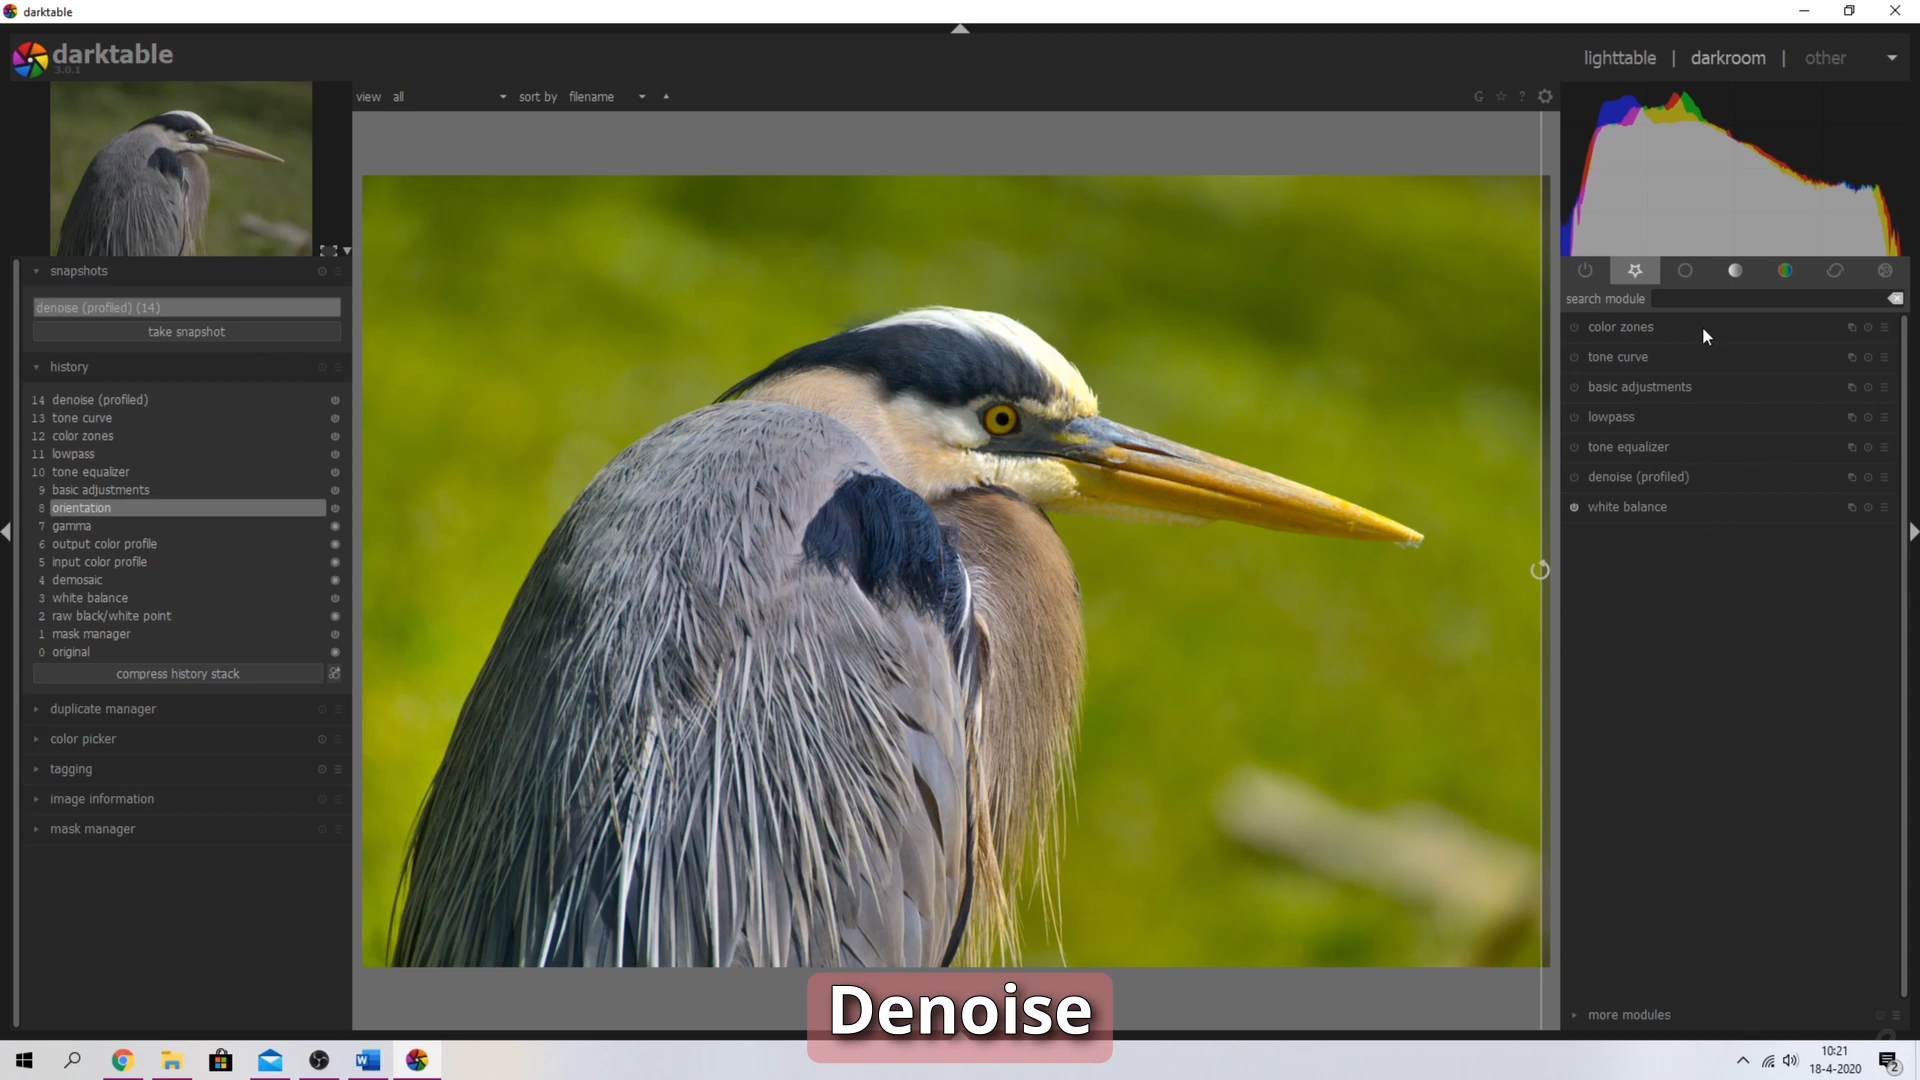 darktable
darktable
3.0.1
lighttable | darkroom | other
view all sort by filename
G ☆ ?
snapshots
denoise (profiled) (14)
take snapshot
history
14 denoise (profiled)
13 tone curve
12 color zones
11 lowpass
10 tone equalizer
9 basic adjustments
8 orientation
7 gamma
6 output color profile
5 input color profile
4 demosaic
3 white balance
2 raw black/white point
1 mask manager
0 original
compress history stack
duplicate manager
color picker
tagging
image information
mask manager
search module
color zones
tone curve
basic adjustments
lowpass
tone equalizer
denoise (profiled)
white balance
more modules
Denoise
10:21
18-4-2020
2